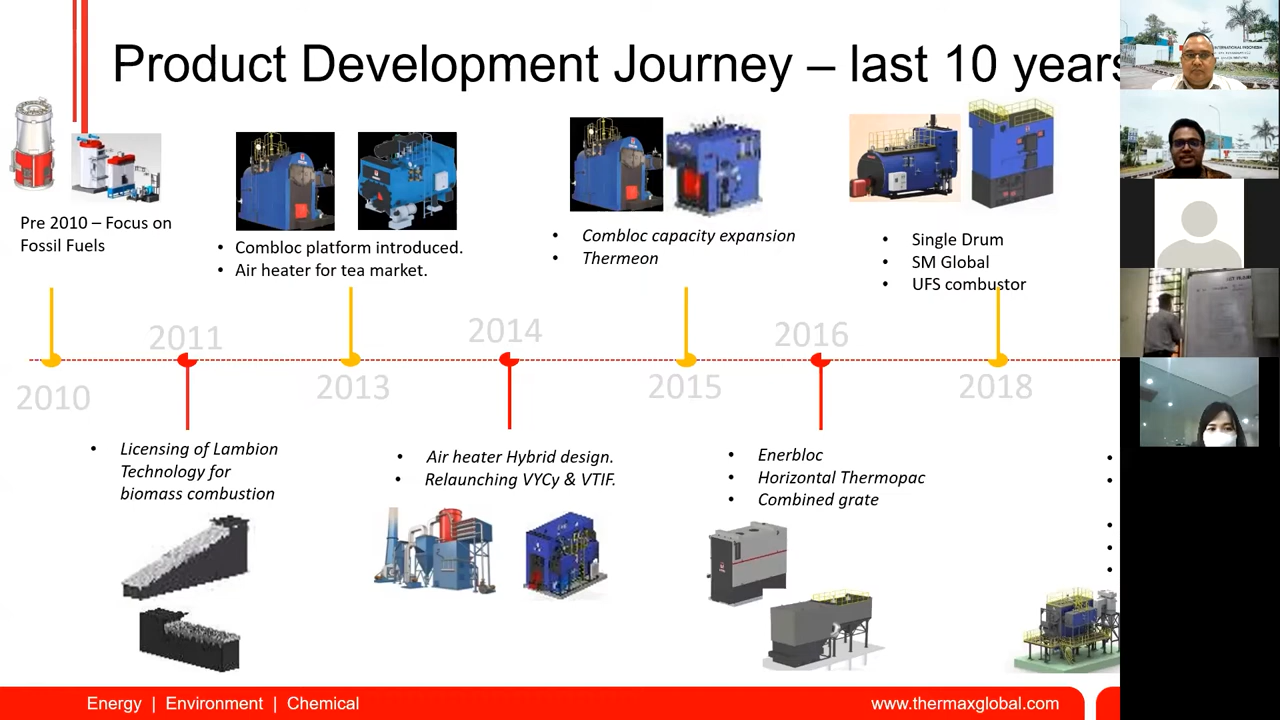 Product Development Journey – last 10 years
Pre 2010 – Focus on
Fossil Fuels
• Combloc platform introduced.
• Air heater for tea market.
• Combloc capacity expansion
• Thermeon
• Single Drum
• SM Global
• UFS combustor
2010
2011
2013
2014
2015
2016
2018
• Licensing of Lambion
Technology for
biomass combustion
• Air heater Hybrid design.
• Relaunching VYCy & VTIF.
• Enerbloc
• Horizontal Thermopac
• Combined grate
Energy | Environment | Chemical
www.thermaxglobal.com
INTERNATIONAL INDONESIA